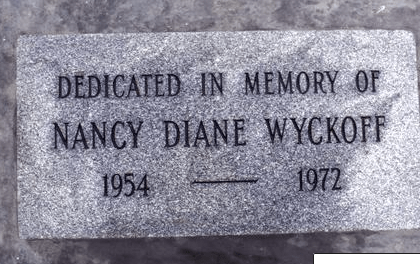 DEDICATED IN MEMORY OF
NANCY DIANE WYCKOFF
1954 — 1972